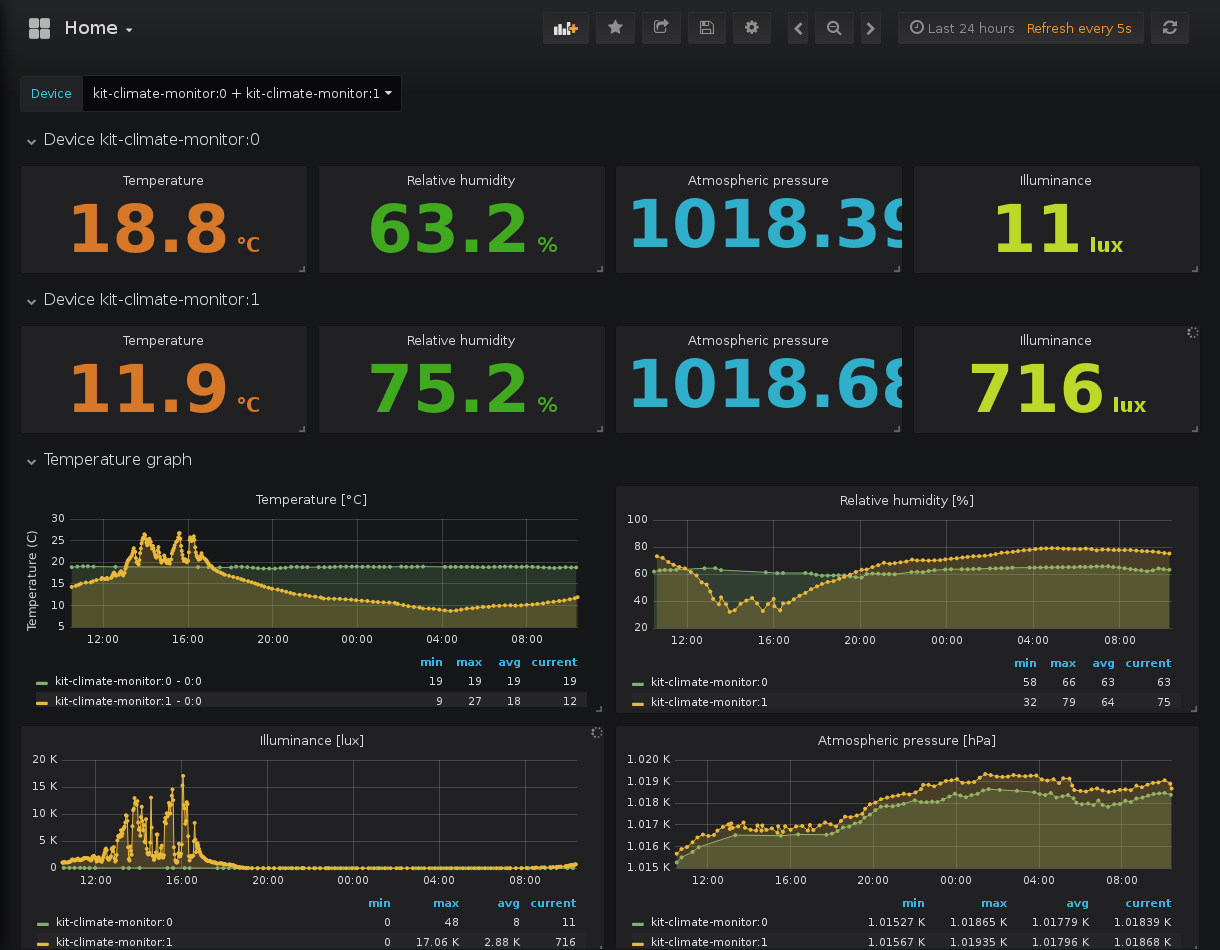 Home
Last 24 hours Refresh every 5s
Device kit-climate-monitor:0 + kit-climate-monitor:1
Device kit-climate-monitor:0
Temperature Relative humidity Atmospheric pressure Illuminance
18.8 °C 63.2 % 1018.39 11 lux
Device kit-climate-monitor:1
Temperature Relative humidity Atmospheric pressure Illuminance
11.9 °C 75.2 % 1018.68 716 lux
Temperature graph
Temperature [°C]
Temperature (C)
30
25
20
15
10
5
12:00 16:00 20:00 00:00 04:00 08:00
min max avg current
kit-climate-monitor:0 - 0:0 19 19 19 19
kit-climate-monitor:1 - 0:0 9 27 18 12
Relative humidity [%]
100
80
60
40
20
12:00 16:00 20:00 00:00 04:00 08:00
min max avg current
kit-climate-monitor:0 58 66 63 63
kit-climate-monitor:1 32 79 64 75
Illuminance [lux]
20 K
15 K
10 K
5 K
0
12:00 16:00 20:00 00:00 04:00 08:00
min max avg current
kit-climate-monitor:0 0 48 8 11
kit-climate-monitor:1 0 17.06 K 2.88 K 716
Atmospheric pressure [hPa]
1.020 K
1.019 K
1.018 K
1.017 K
1.016 K
1.015 K
12:00 16:00 20:00 00:00 04:00 08:00
min max avg current
kit-climate-monitor:0 1.01527 K 1.01865 K 1.01779 K 1.01839 K
kit-climate-monitor:1 1.01567 K 1.01935 K 1.01796 K 1.01868 K